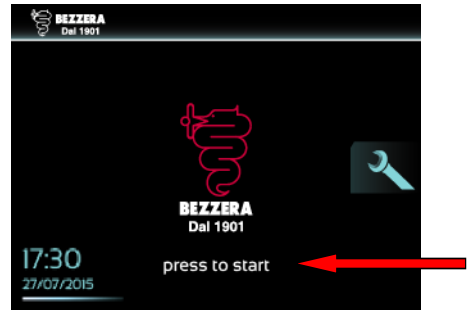 BEZZERA
Dal 1901
BEZZERA
Dal 1901
17:30
27/07/2015
press to start